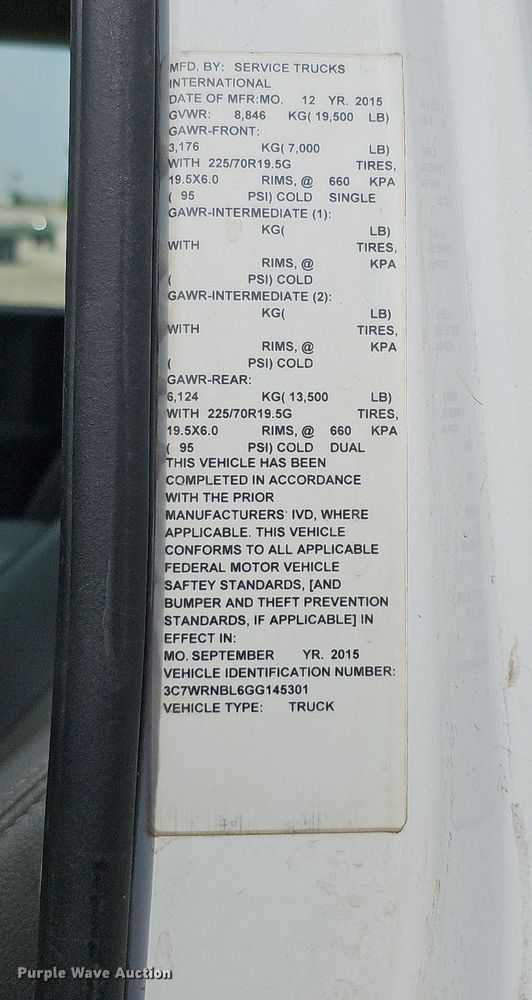 MFD. BY: SERVICE TRUCKS
INTERNATIONAL
DATE OF MFR:MO. 12 YR. 2015
GVWR: 8,846 KG( 19,500 LB)
GAWR-FRONT:
3,176 KG( 7,000 LB)
WITH 225/70R19.5G TIRES,
19.5X6.0 RIMS, @ 660 KPA
( 95 PSI) COLD SINGLE
GAWR-INTERMEDIATE (1):
KG( LB)
WITH TIRES,
RIMS, @ KPA
( PSI) COLD
GAWR-INTERMEDIATE (2):
KG( LB)
WITH TIRES,
RIMS, @ KPA
( PSI) COLD
GAWR-REAR:
6,124 KG( 13,500 LB)
WITH 225/70R19.5G TIRES,
19.5X6.0 RIMS, @ 660 KPA
( 95 PSI) COLD DUAL
THIS VEHICLE HAS BEEN
COMPLETED IN ACCORDANCE
WITH THE PRIOR
MANUFACTURERS' IVD, WHERE
APPLICABLE. THIS VEHICLE
CONFORMS TO ALL APPLICABLE
FEDERAL MOTOR VEHICLE
SAFTEY STANDARDS, [AND
BUMPER AND THEFT PREVENTION
STANDARDS, IF APPLICABLE] IN
EFFECT IN:
MO. SEPTEMBER YR. 2015
VEHICLE IDENTIFICATION NUMBER:
3C7WRNBL6GG145301
VEHICLE TYPE: TRUCK
Purple Wave Auction